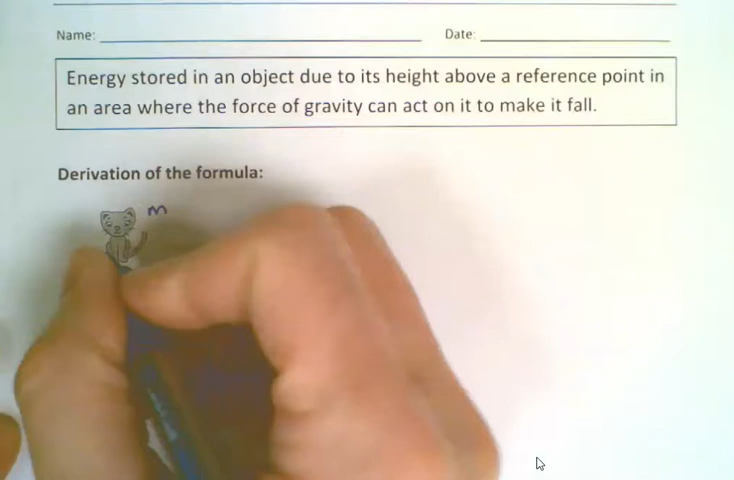 Name: Date:
Energy stored in an object due to its height above a reference point in
an area where the force of gravity can act on it to make it fall.
Derivation of the formula:
m